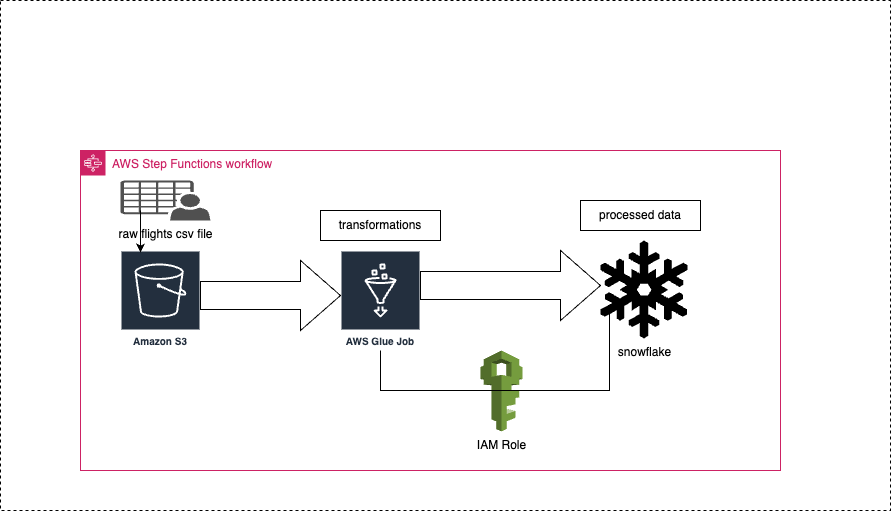 AWS Step Functions workflow
raw flights csv file
transformations
processed data
Amazon S3
AWS Glue Job
snowflake
IAM Role